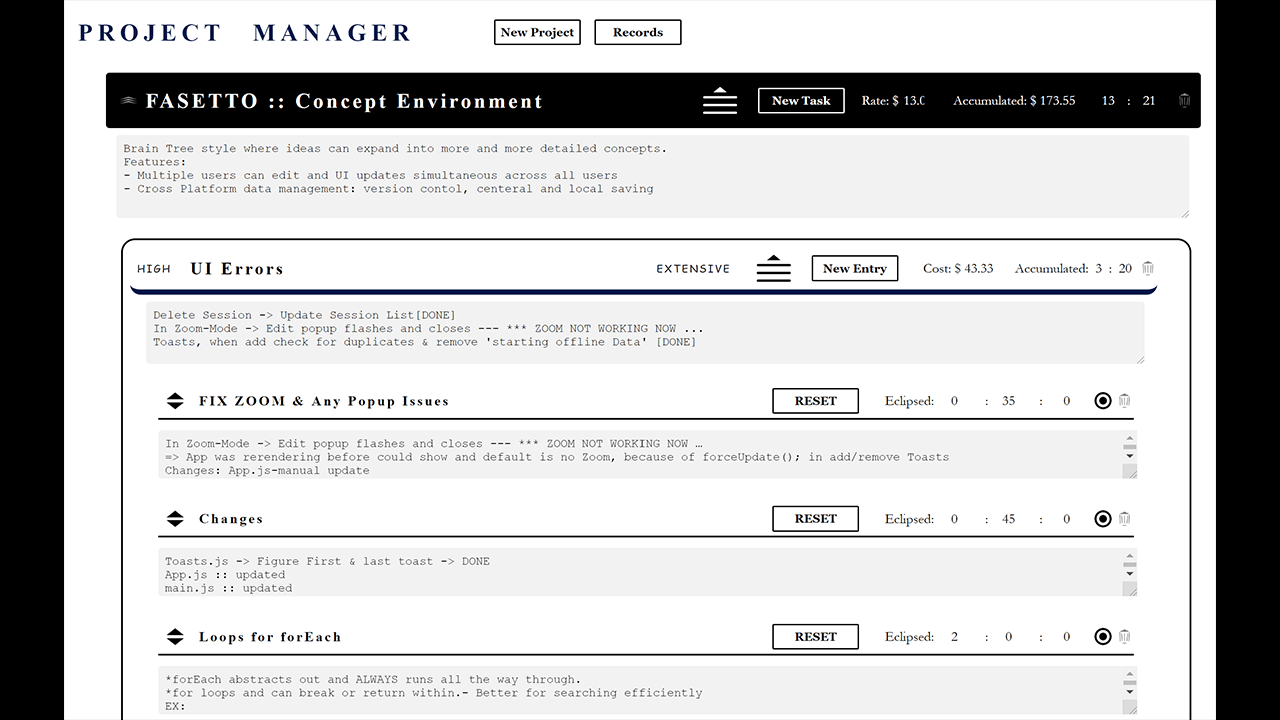 PROJECT MANAGER New Project Records
FASETTO :: Concept Environment New Task Rate: $ 13.0 Accumulated: $ 173.55 13 : 21
Brain Tree style where ideas can expand into more and more detailed concepts.
Features:
- Multiple users can edit and UI updates simultaneous across all users
- Cross Platform data management: version contol, centeral and local saving
HIGH UI Errors EXTENSIVE New Entry Cost: $ 43.33 Accumulated: 3 : 20
Delete Session -> Update Session List[DONE]
In Zoom-Mode -> Edit popup flashes and closes --- *** ZOOM NOT WORKING NOW ...
Toasts, when add check for duplicates & remove 'starting offline Data' [DONE]
FIX ZOOM & Any Popup Issues RESET Eclipsed: 0 : 35 : 0
In Zoom-Mode -> Edit popup flashes and closes --- *** ZOOM NOT WORKING NOW …
=> App was rerendering before could show and default is no Zoom, because of forceUpdate(); in add/remove Toasts
Changes: App.js-manual update
Changes RESET Eclipsed: 0 : 45 : 0
Toasts.js -> Figure First & last toast -> DONE
App.js :: updated
main.js :: updated
Loops for forEach RESET Eclipsed: 2 : 0 : 0
*forEach abstracts out and ALWAYS runs all the way through.
*for loops and can break or return within.- Better for searching efficiently
EX: